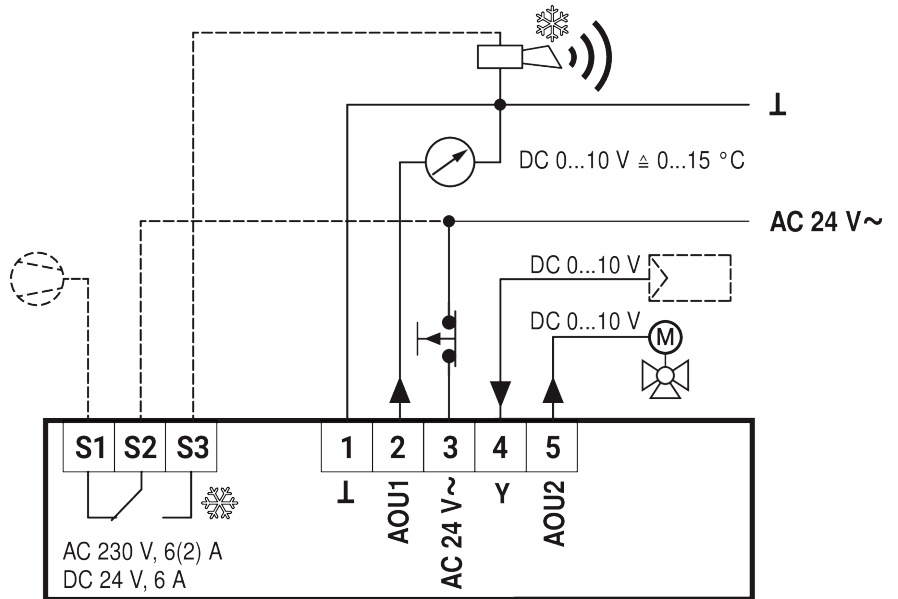 ⊥
DC 0...10 V ≙ 0...15 °C
AC 24 V~
DC 0...10 V
DC 0...10 V
M
S1 S2 S3 1 2 3 4 5
⊥ AOU1 AC 24 V~ Y AOU2
AC 230 V, 6(2) A
DC 24 V, 6 A